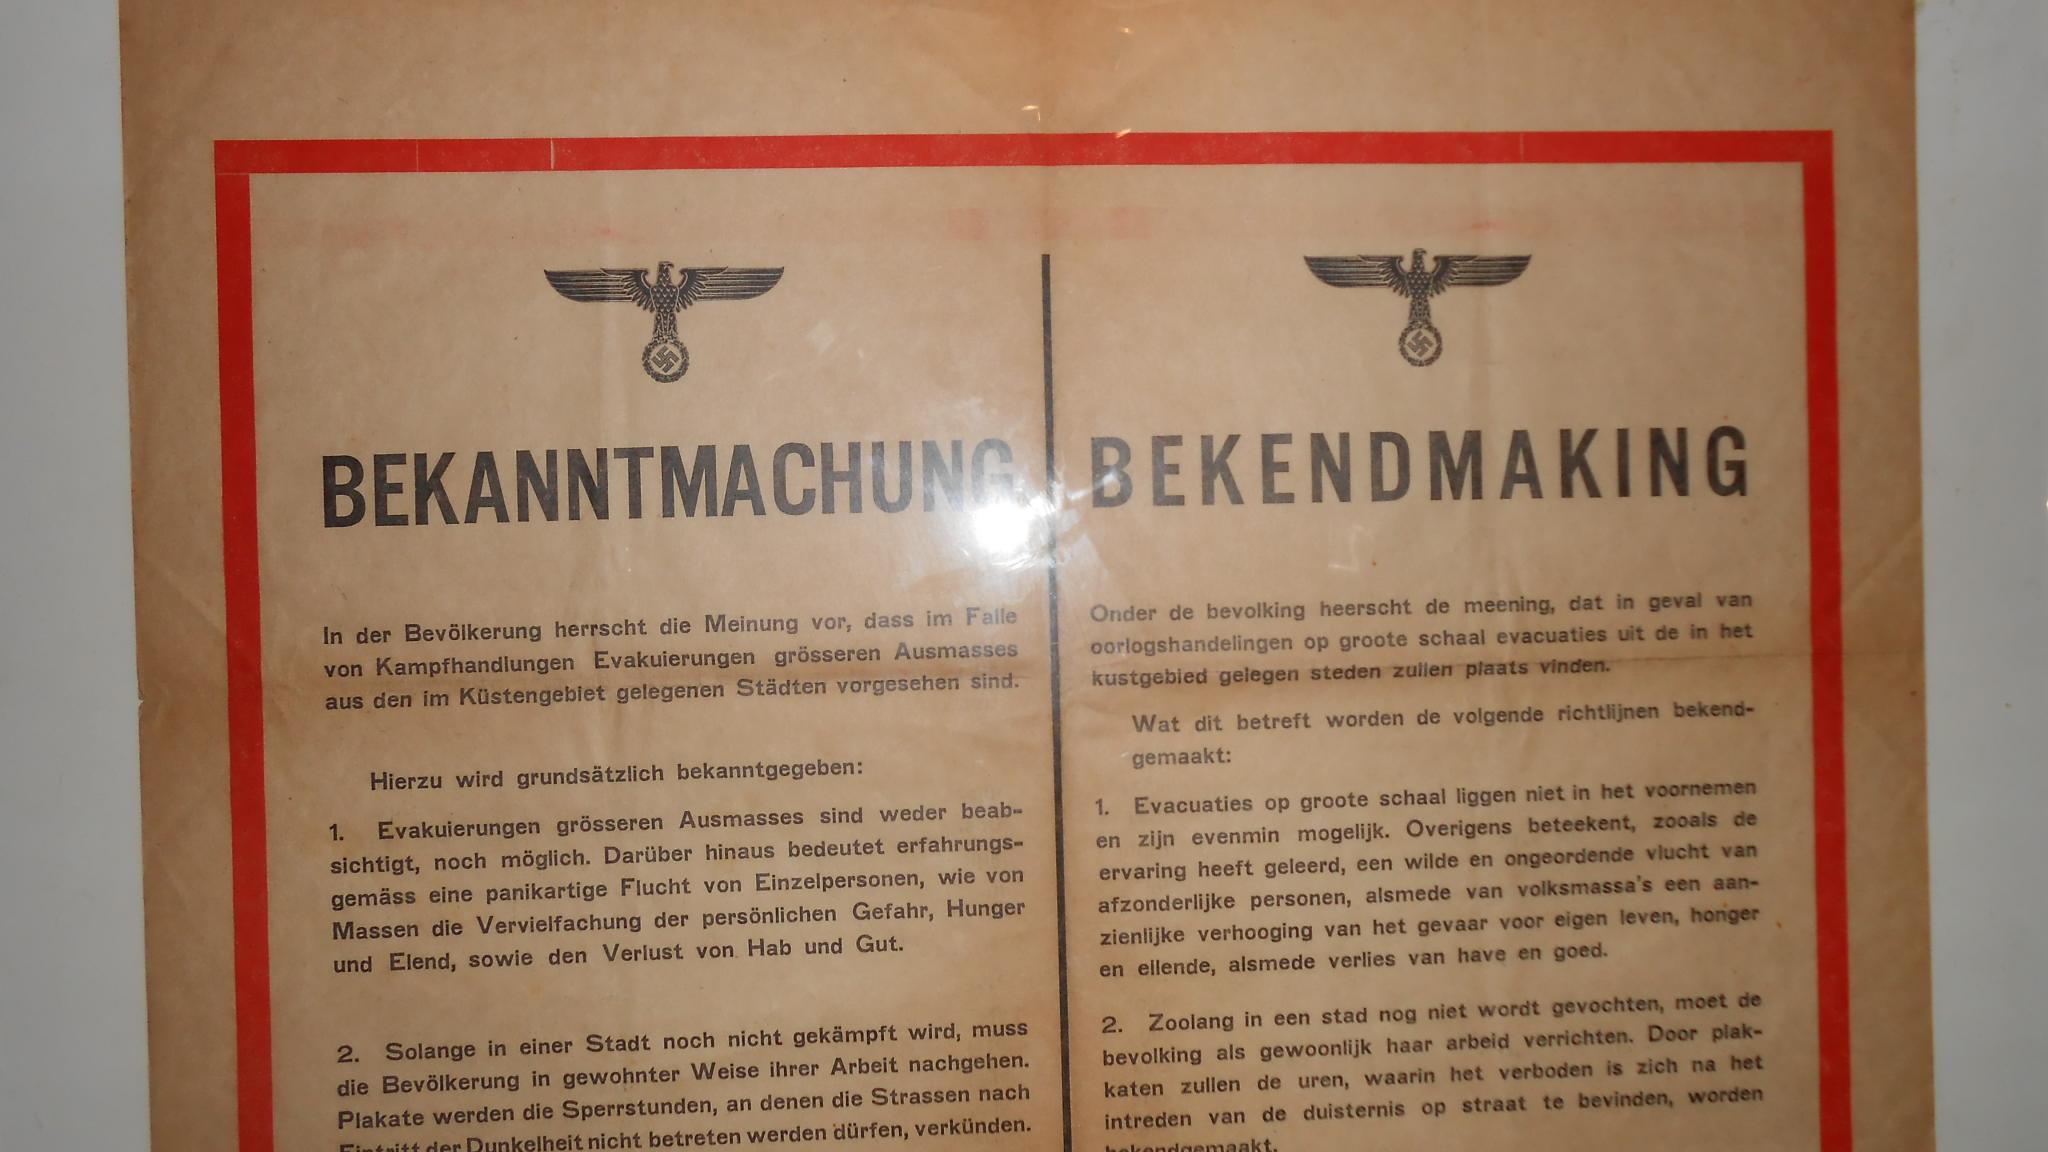 BEKANNTMACHUNG
In der Bevölkerung herrscht die Meinung vor, dass im Falle
von Kampfhandlungen Evakuierungen grösseren Ausmasses
aus den im Küstengebiet gelegenen Städten vorgesehen sind.
Hierzu wird grundsätzlich bekanntgegeben:
1. Evakuierungen grösseren Ausmasses sind weder beab-
sichtigt, noch möglich. Darüber hinaus bedeutet erfahrungs-
gemäss eine panikartige Flucht von Einzelpersonen, wie von
Massen die Vervielfachung der persönlichen Gefahr, Hunger
und Elend, sowie den Verlust von Hab und Gut.
2. Solange in einer Stadt noch nicht gekämpft wird, muss
die Bevölkerung in gewohnter Weise ihrer Arbeit nachgehen.
Plakate werden die Sperrstunden, an denen die Strassen nach
Eintritt der Dunkelheit nicht betreten werden dürfen, verkünden.
BEKENDMAKING
Onder de bevolking heerscht de meening, dat in geval van
oorlogshandelingen op groote schaal evacuaties uit de in het
kustgebied gelegen steden zullen plaats vinden.
Wat dit betreft worden de volgende richtlijnen bekend-
gemaakt:
1. Evacuaties op groote schaal liggen niet in het voornemen
en zijn evenmin mogelijk. Overigens beteekent, zooals de
ervaring heeft geleerd, een wilde en ongeordende vlucht van
afzonderlijke personen, alsmede van volksmassa's een aan-
zienlijke verhooging van het gevaar voor eigen leven, honger
en ellende, alsmede verlies van have en goed.
2. Zoolang in een stad nog niet wordt gevochten, moet de
bevolking als gewoonlijk haar arbeid verrichten. Door plak-
katen zullen de uren, waarin het verboden is zich na het
intreden van de duisternis op straat te bevinden, worden
bekendgemaakt.